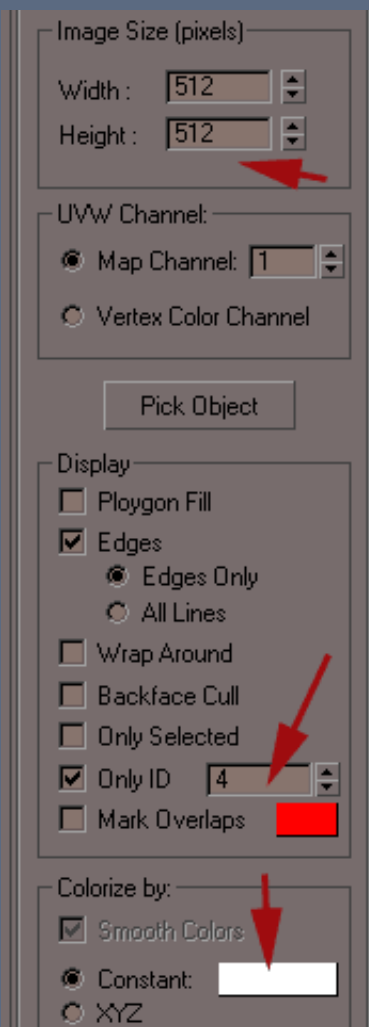 Image Size (pixels)
Width : 512
Height : 512
UVW Channel:
Map Channel: 1
Vertex Color Channel
Pick Object
Display
Ploygon Fill
Edges
Edges Only
All Lines
Wrap Around
Backface Cull
Only Selected
Only ID 4
Mark Overlaps
Colorize by:
Smooth Colors
Constant:
XYZ